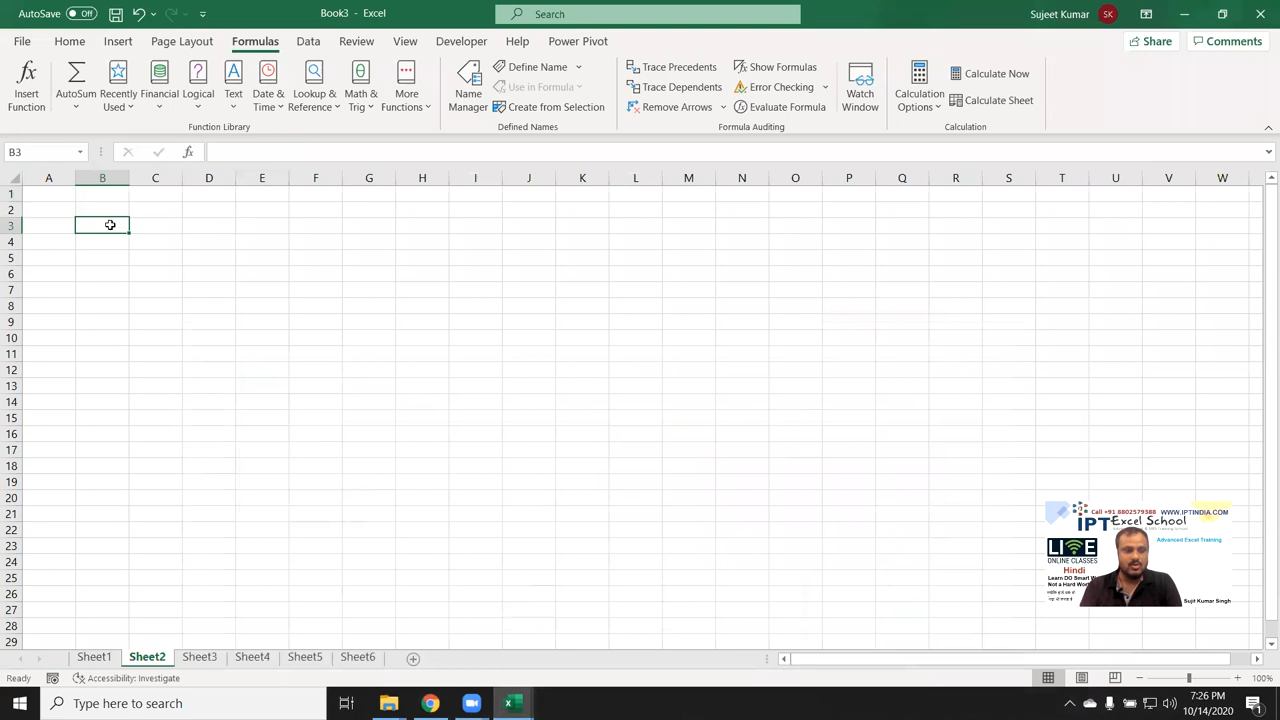 AutoSave Off Book3 - Excel Search Sujeet Kumar SK
File Home Insert Page Layout Formulas Data Review View Developer Help Power Pivot Share Comments
Insert Function
AutoSum
Recently Used
Financial
Logical
Text
Date & Time
Lookup & Reference
Math & Trig
More Functions
Function Library
Name Manager
Define Name
Use in Formula
Create from Selection
Defined Names
Trace Precedents
Trace Dependents
Remove Arrows
Show Formulas
Error Checking
Evaluate Formula
Formula Auditing
Watch Window
Calculation Options
Calculate Now
Calculate Sheet
Calculation
B3 fx
A B C D E F G H I J K L M N O P Q R S T U V W
1
2
3
4
5
6
7
8
9
10
11
12
13
14
15
16
17
18
19
20
21
22
23
24
25
26
27
28
29
Call +91 8802579388 WWW.IPTINDIA.COM
IPT Excel School
LIVE
ONLINE CLASSES
Advanced Excel Training
Hindi
Learn DO Smart W
Not a Hard Wor
Sujit Kumar Singh
Sheet1 Sheet2 Sheet3 Sheet4 Sheet5 Sheet6
Ready Accessibility: Investigate 100%
Type here to search
7:26 PM
10/14/2020